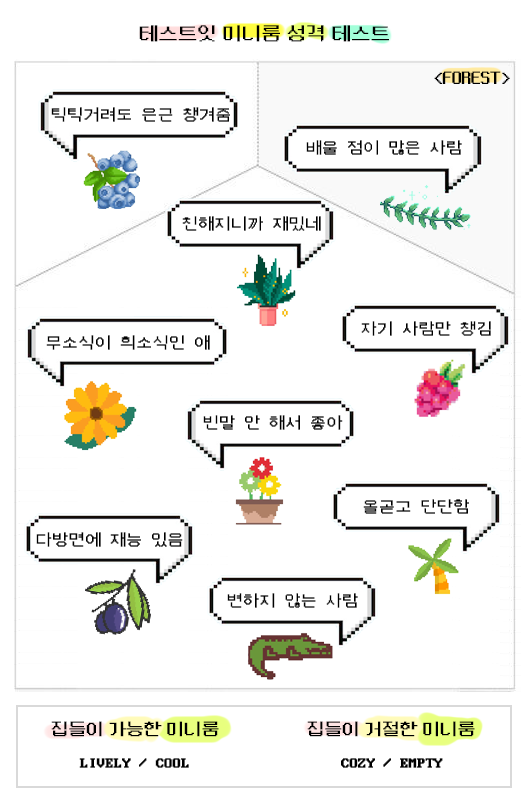 테스트잇 미니룸 성격 테스트
<FOREST>
틱틱거려도 은근 챙겨줌
배울 점이 많은 사람
친해지니까 재밌네
무소식이 희소식인 애
자기 사람만 챙김
빈말 안 해서 좋아
올곧고 단단함
다방면에 재능 있음
변하지 않는 사람
집들이 가능한 미니룸
집들이 거절한 미니룸
LIVELY / COOL
COZY / EMPTY